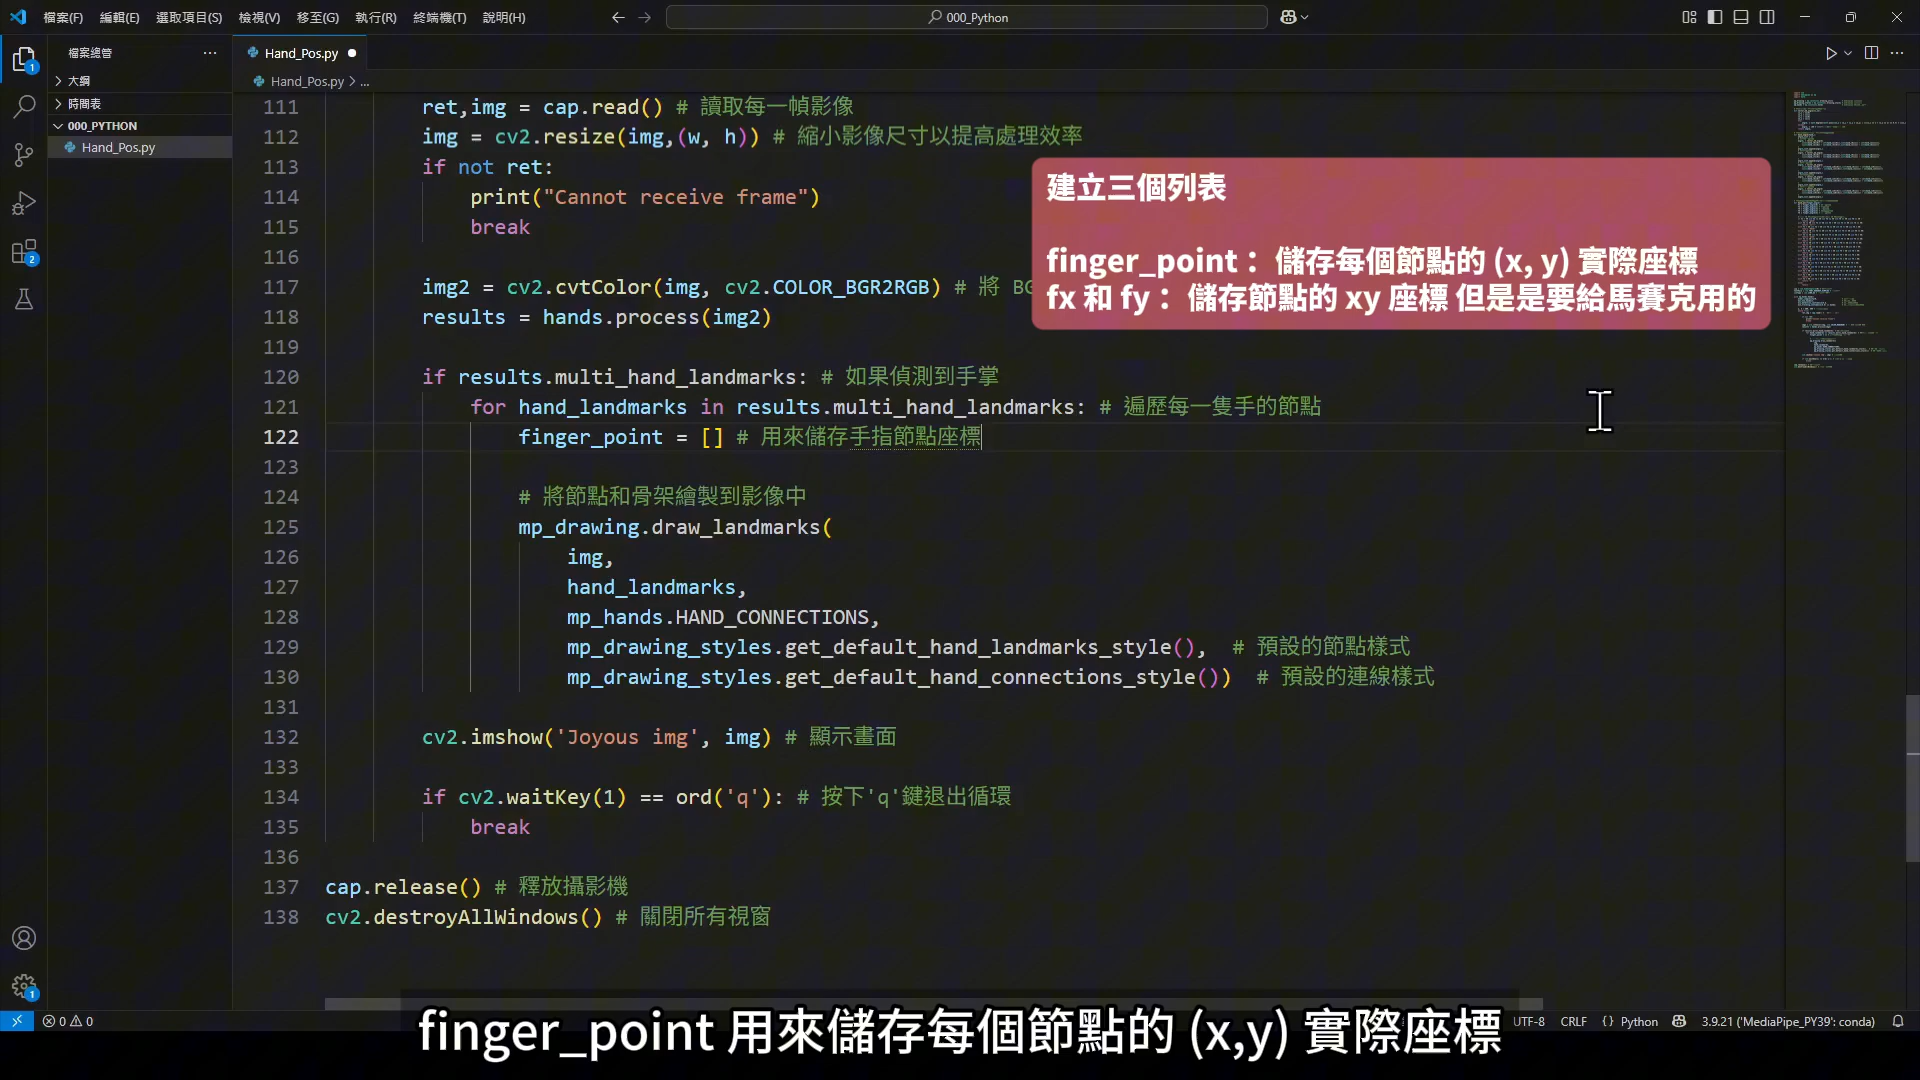 檔案(F) 編輯(E) 選取項目(S) 檢視(V) 移至(G) 執行(R) 終端機(T) 說明(H)
000_Python
檔案總管
Hand_Pos.py
大綱
Hand_Pos.py > ...
時間表
000_PYTHON
Hand_Pos.py
111 ret,img = cap.read() # 讀取每一幀影像
112 img = cv2.resize(img,(w, h)) # 縮小影像尺寸以提高處理效率
113 if not ret:
114 print("Cannot receive frame")
115 break
116
117 img2 = cv2.cvtColor(img, cv2.COLOR_BGR2RGB) # 將 BG
118 results = hands.process(img2)
119
120 if results.multi_hand_landmarks: # 如果偵測到手掌
121 for hand_landmarks in results.multi_hand_landmarks: # 遍歷每一隻手的節點
122 finger_point = [] # 用來儲存手指節點座標
123
124 # 將節點和骨架繪製到影像中
125 mp_drawing.draw_landmarks(
126 img,
127 hand_landmarks,
128 mp_hands.HAND_CONNECTIONS,
129 mp_drawing_styles.get_default_hand_landmarks_style(), # 預設的節點樣式
130 mp_drawing_styles.get_default_hand_connections_style()) # 預設的連線樣式
131
132 cv2.imshow('Joyous img', img) # 顯示畫面
133
134 if cv2.waitKey(1) == ord('q'): # 按下'q'鍵退出循環
135 break
136
137 cap.release() # 釋放攝影機
138 cv2.destroyAllWindows() # 關閉所有視窗
建立三個列表
finger_point： 儲存每個節點的 (x, y) 實際座標
fx 和 fy： 儲存節點的 xy 座標 但是是要給馬賽克用的
1
2
1
0 0
UTF-8 CRLF {} Python 3.9.21 ('MediaPipe_PY39': conda)
finger_point 用來儲存每個節點的 (x,y) 實際座標